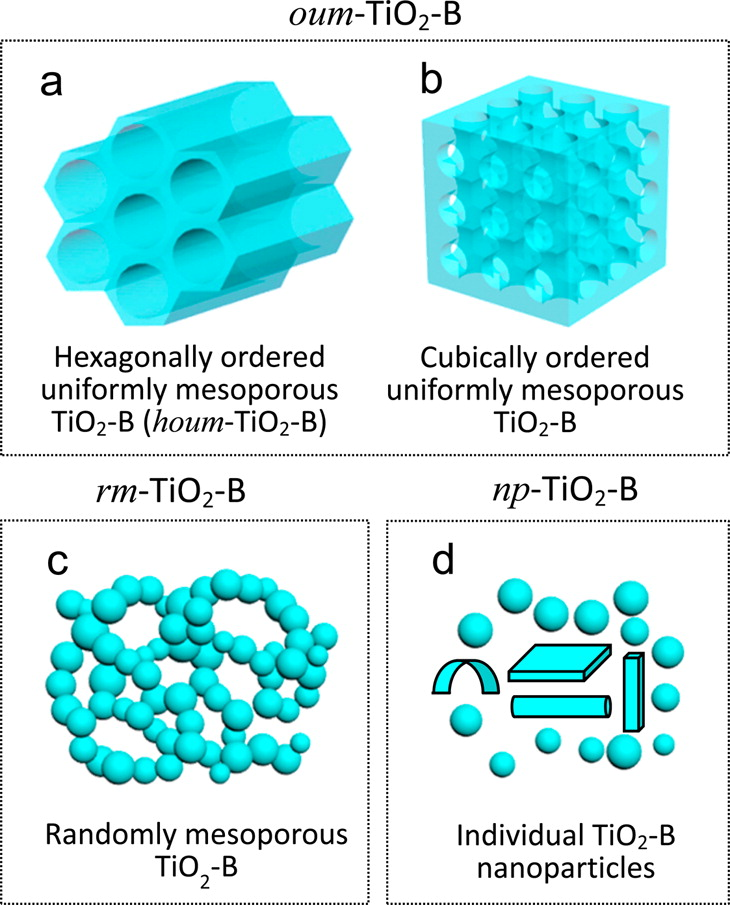 oum-TiO₂-B
a
b
Hexagonally ordered
uniformly mesoporous
TiO₂-B (houm-TiO₂-B)
Cubically ordered
uniformly mesoporous
TiO₂-B
rm-TiO₂-B
np-TiO₂-B
c
d
Randomly mesoporous
TiO₂-B
Individual TiO₂-B
nanoparticles